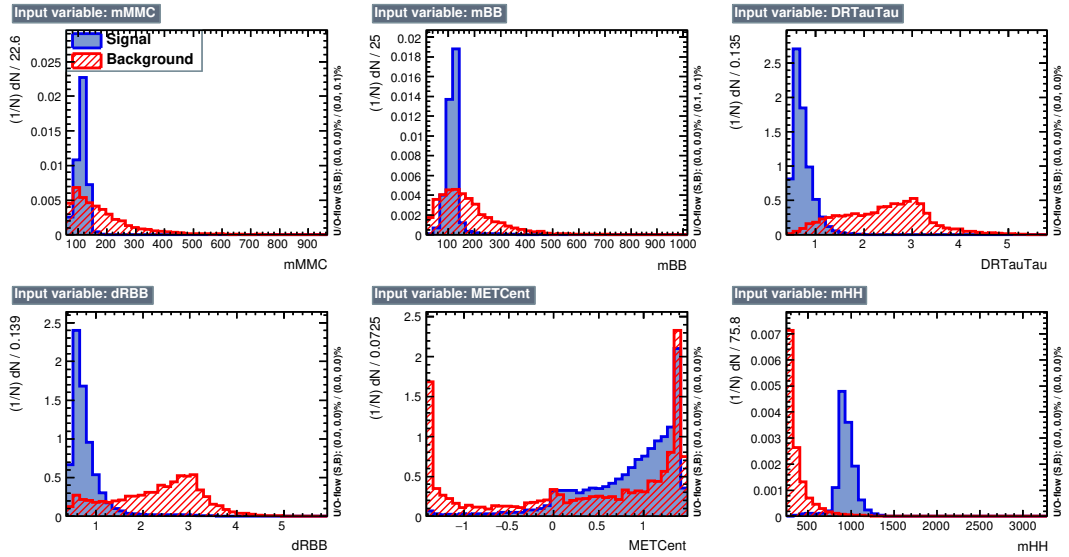 Input variable: mMMC
Signal
Background
(1/N) dN / 22.6
0.025
0.02
0.015
0.01
0.005
0
100 200 300 400 500 600 700 800 900
mMMC
U/O-flow (S,B): (0.0, 0.0)% / (0.0, 0.1)%
Input variable: mBB
(1/N) dN / 25
0.02
0.018
0.016
0.014
0.012
0.01
0.008
0.006
0.004
0.002
0
100 200 300 400 500 600 700 800 900 1000
mBB
U/O-flow (S,B): (0.0, 0.0)% / (0.1, 0.1)%
Input variable: DRTauTau
(1/N) dN / 0.135
2.5
2
1.5
1
0.5
0
1 2 3 4 5
DRTauTau
U/O-flow (S,B): (0.0, 0.0)% / (0.0, 0.0)%
Input variable: dRBB
(1/N) dN / 0.139
2.5
2
1.5
1
0.5
0
1 2 3 4 5
dRBB
U/O-flow (S,B): (0.0, 0.0)% / (0.0, 0.0)%
Input variable: METCent
(1/N) dN / 0.0725
2.5
2
1.5
1
0.5
0
−1 −0.5 0 0.5 1
METCent
U/O-flow (S,B): (0.0, 0.0)% / (0.0, 0.0)%
Input variable: mHH
(1/N) dN / 75.8
0.007
0.006
0.005
0.004
0.003
0.002
0.001
0
500 1000 1500 2000 2500 3000
mHH
U/O-flow (S,B): (0.0, 0.0)% / (0.0, 0.0)%